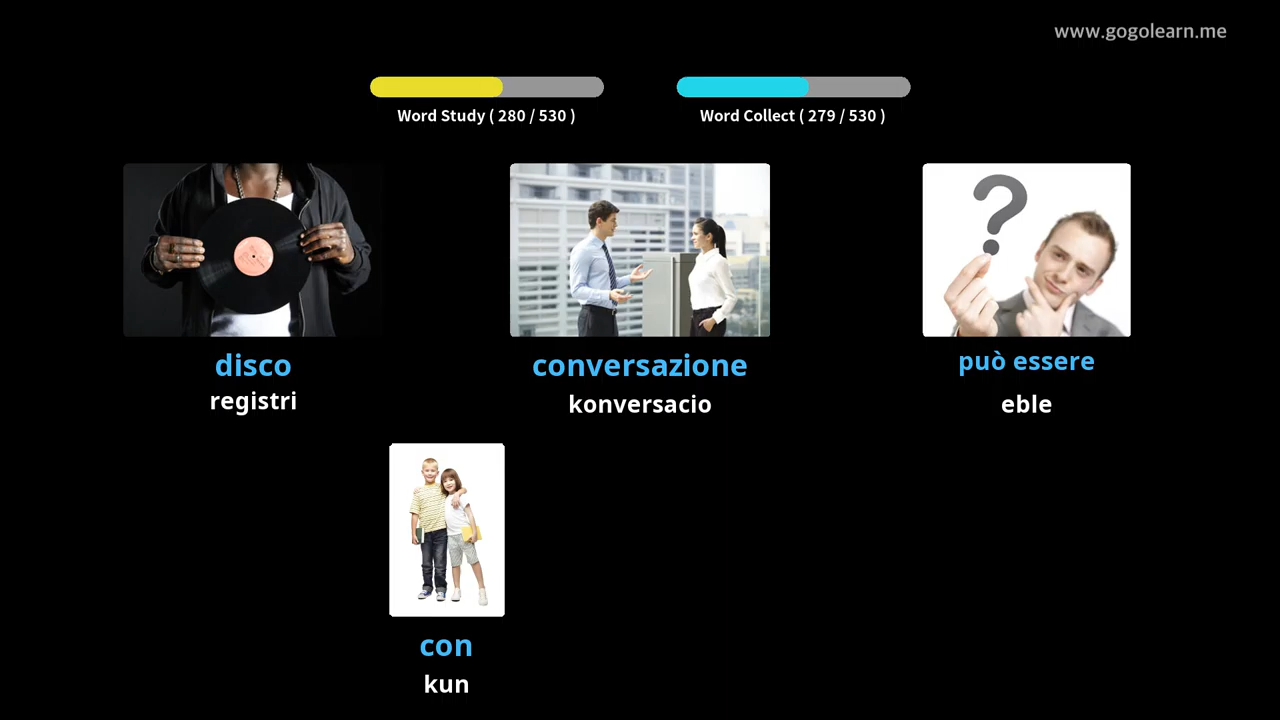 www.gogolearn.me
Word Study ( 280 / 530 )
Word Collect ( 279 / 530 )
disco
registri
conversazione
konversacio
può essere
eble
con
kun